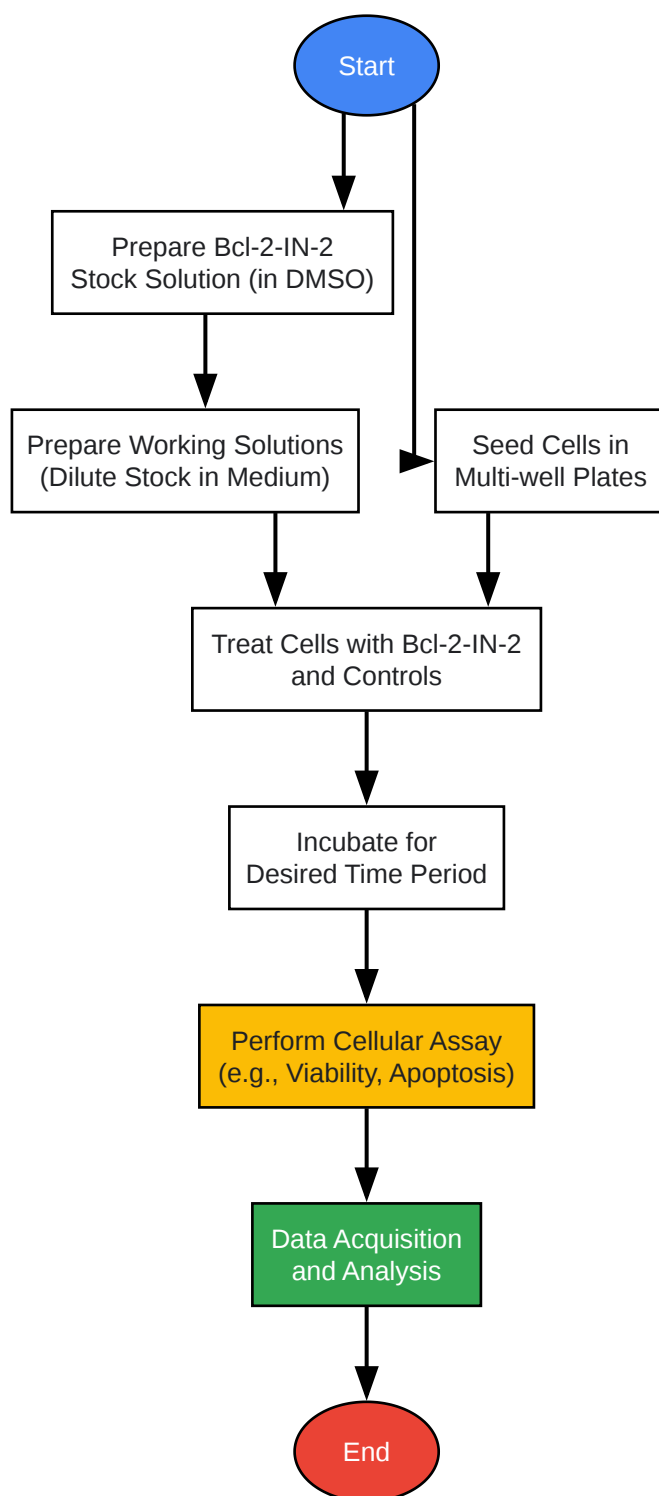 Start
Prepare Bcl-2-IN-2
Stock Solution (in DMSO)
Prepare Working Solutions
(Dilute Stock in Medium)
Seed Cells in
Multi-well Plates
Treat Cells with Bcl-2-IN-2
and Controls
Incubate for
Desired Time Period
Perform Cellular Assay
(e.g., Viability, Apoptosis)
Data Acquisition
and Analysis
End